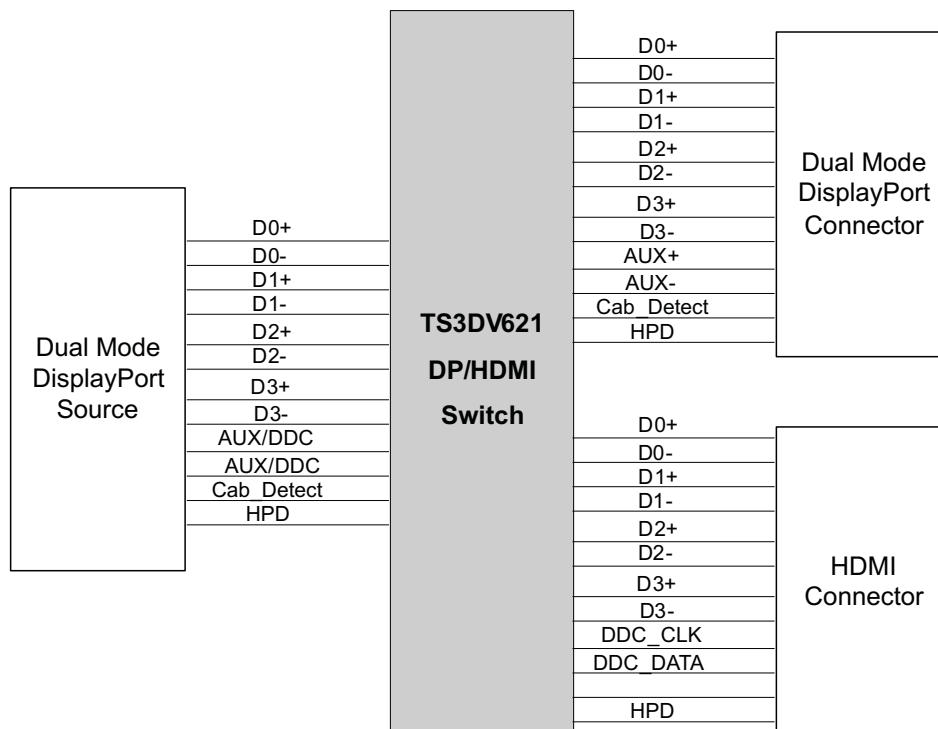 Dual Mode
DisplayPort
Source
D0+
D0-
D1+
D1-
D2+
D2-
D3+
D3-
AUX/DDC
AUX/DDC
Cab_Detect
HPD
TS3DV621
DP/HDMI
Switch
D0+
D0-
D1+
D1-
D2+
D2-
D3+
D3-
AUX+
AUX-
Cab_Detect
HPD
Dual Mode
DisplayPort
Connector
D0+
D0-
D1+
D1-
D2+
D2-
D3+
D3-
DDC_CLK
DDC_DATA
HPD
HDMI
Connector